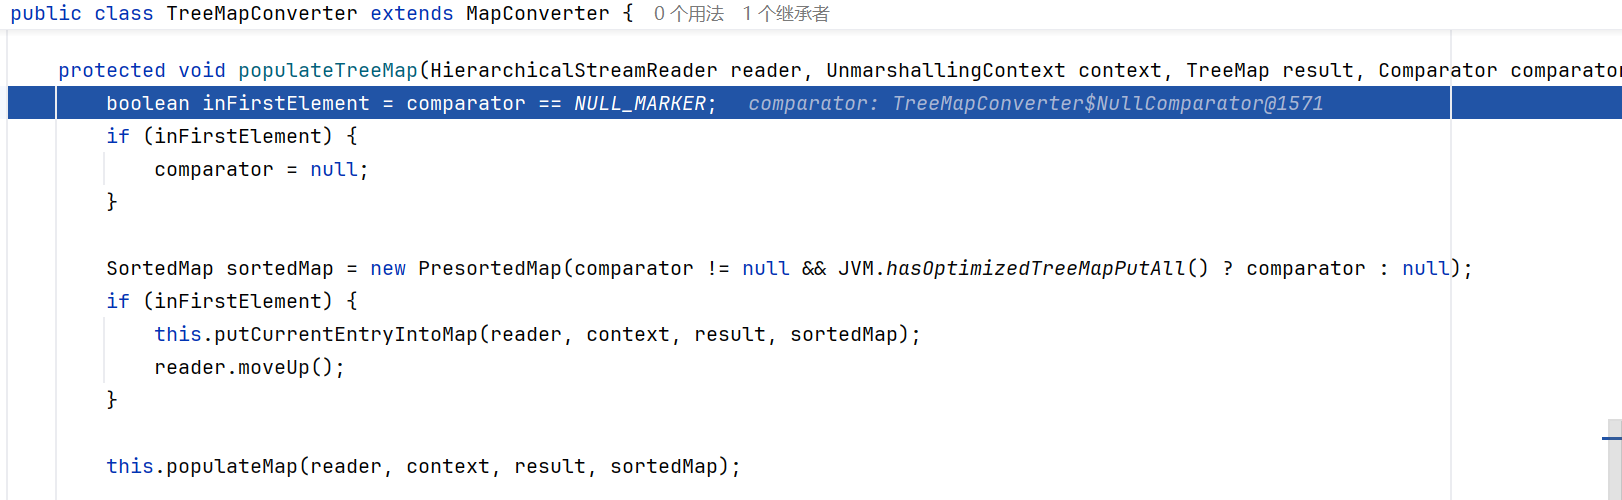 public class TreeMapConverter extends MapConverter {  0 个用法  1 个继承者
protected void populateTreeMap(HierarchicalStreamReader reader, UnmarshallingContext context, TreeMap result, Comparator comparator
boolean inFirstElement = comparator == NULL_MARKER;  comparator: TreeMapConverter$NullComparator@1571
if (inFirstElement) {
comparator = null;
}
SortedMap sortedMap = new PresortedMap(comparator != null && JVM.hasOptimizedTreeMapPutAll() ? comparator : null);
if (inFirstElement) {
this.putCurrentEntryIntoMap(reader, context, result, sortedMap);
reader.moveUp();
}
this.populateMap(reader, context, result, sortedMap);